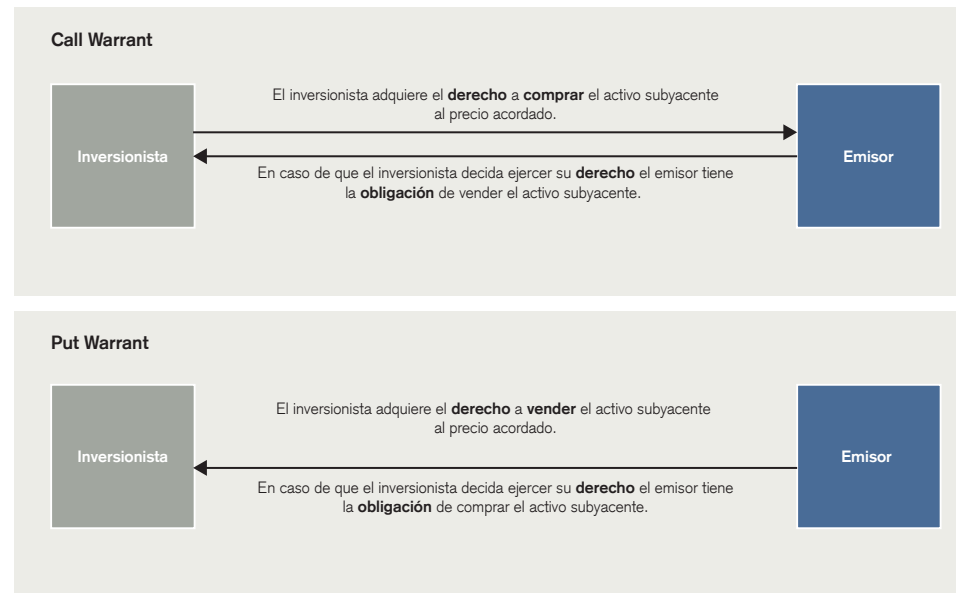 Call Warrant
El inversionista adquiere el derecho a comprar el activo subyacente
al precio acordado.
Inversionista
Emisor
En caso de que el inversionista decida ejercer su derecho el emisor tiene
la obligación de vender el activo subyacente.
Put Warrant
El inversionista adquiere el derecho a vender el activo subyacente
al precio acordado.
Inversionista
Emisor
En caso de que el inversionista decida ejercer su derecho el emisor tiene
la obligación de comprar el activo subyacente.